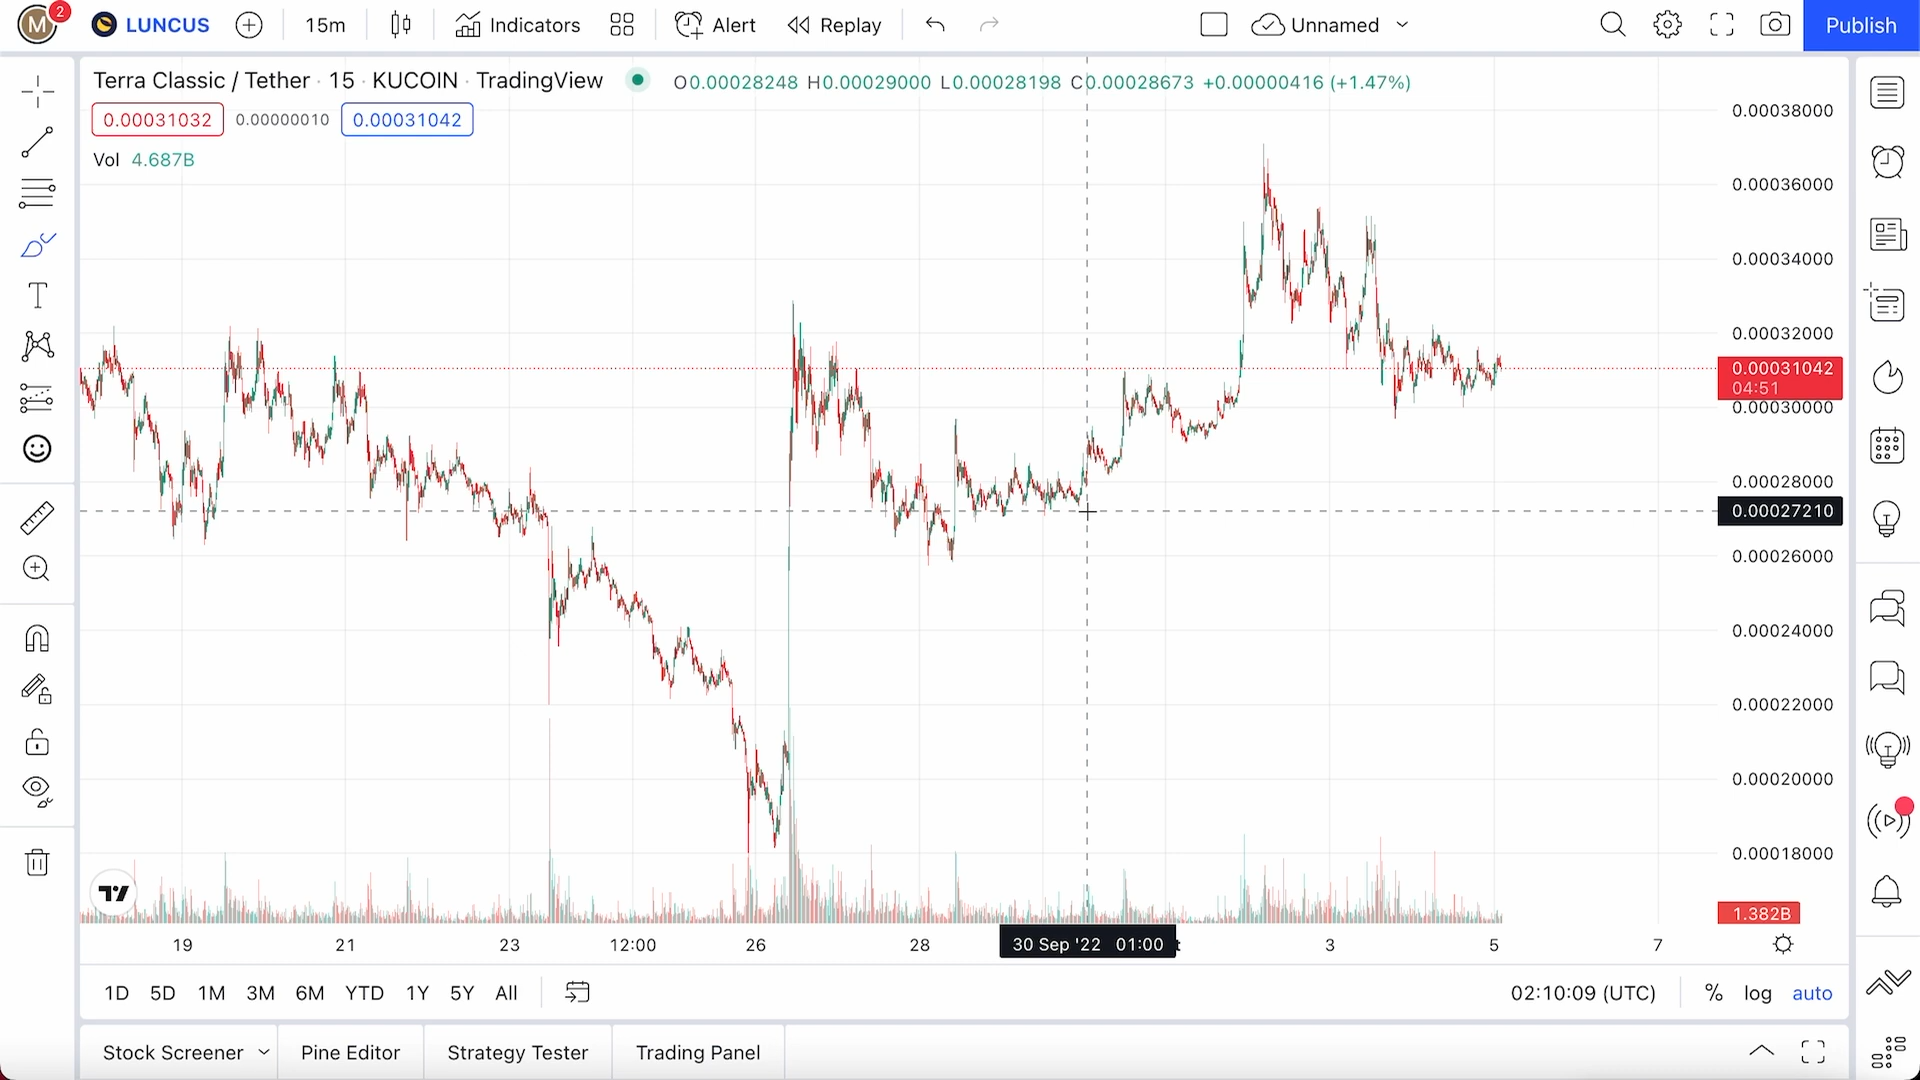 M 2 LUNCUS 15m Indicators Alert Replay Unnamed Publish
Terra Classic / Tether · 15 · KUCOIN · TradingView O0.00028248 H0.00029000 L0.00028198 C0.00028673 +0.00000416 (+1.47%)
0.00031032 0.00000010 0.00031042
Vol 4.687B
0.00038000
0.00036000
0.00034000
0.00032000
0.00031042
04:51
0.00030000
0.00028000
0.00027210
0.00026000
0.00024000
0.00022000
0.00020000
0.00018000
1.382B
19 21 23 12:00 26 28 30 Sep '22 01:00 3 5 7
1D 5D 1M 3M 6M YTD 1Y 5Y All 02:10:09 (UTC) % log auto
Stock Screener Pine Editor Strategy Tester Trading Panel